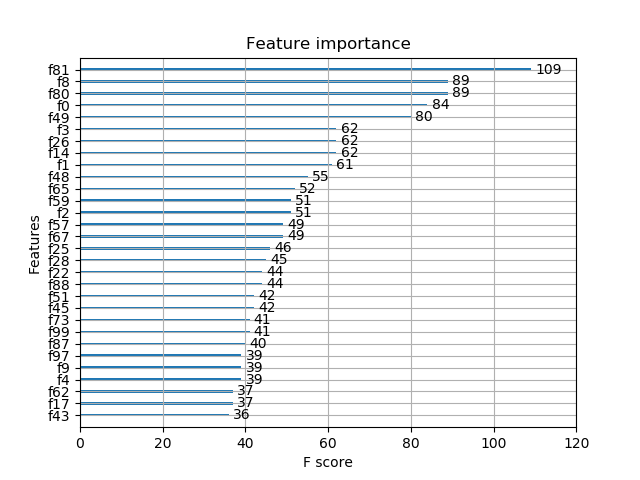 Feature importance
f81 109
f8 89
f80 89
f0 84
f49 80
f3 62
f26 62
f14 62
f1 61
f48 55
f65 52
f59 51
f2 51
f57 49
f67 49
f25 46
f28 45
f22 44
f88 44
f51 42
f45 42
f73 41
f99 41
f87 40
f97 39
f9 39
f4 39
f62 37
f17 37
f43 36
Features
0 20 40 60 80 100 120
F score